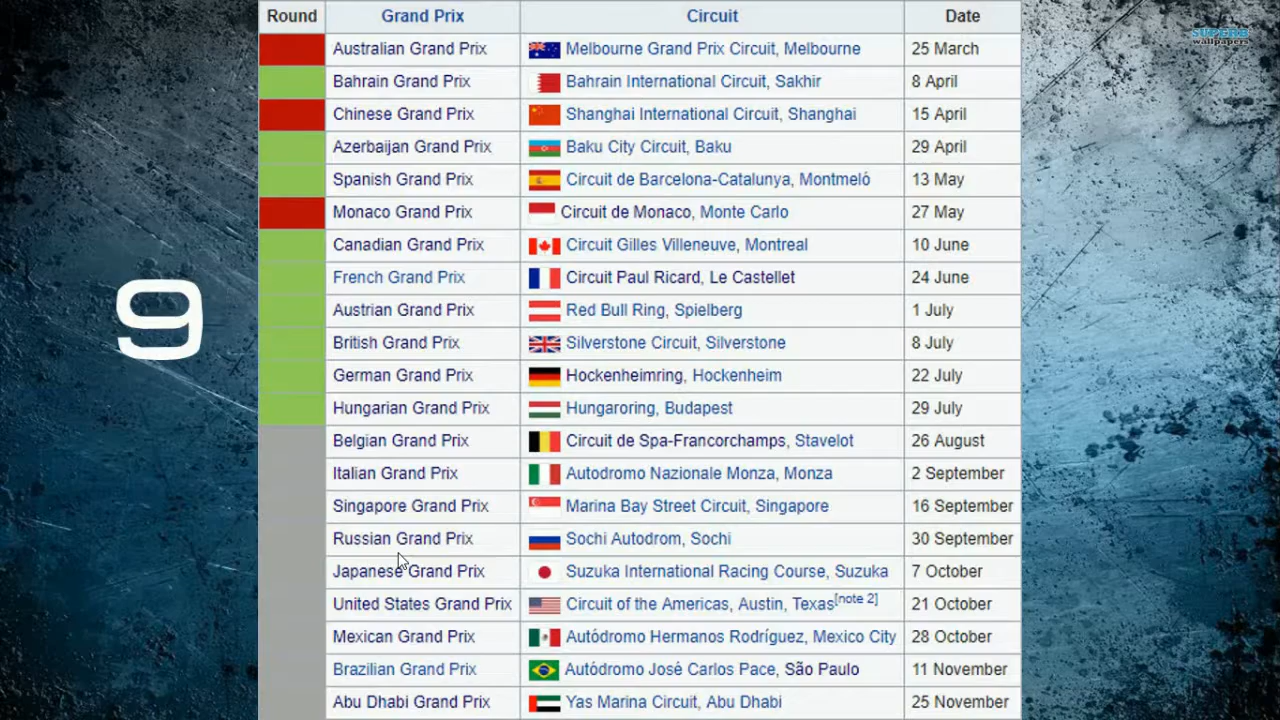 Round Grand Prix Circuit Date
SUPERB
wallpapers
Australian Grand Prix Melbourne Grand Prix Circuit, Melbourne 25 March
Bahrain Grand Prix Bahrain International Circuit, Sakhir 8 April
Chinese Grand Prix Shanghai International Circuit, Shanghai 15 April
Azerbaijan Grand Prix Baku City Circuit, Baku 29 April
Spanish Grand Prix Circuit de Barcelona-Catalunya, Montmeló 13 May
Monaco Grand Prix Circuit de Monaco, Monte Carlo 27 May
Canadian Grand Prix Circuit Gilles Villeneuve, Montreal 10 June
French Grand Prix Circuit Paul Ricard, Le Castellet 24 June
9
Austrian Grand Prix Red Bull Ring, Spielberg 1 July
British Grand Prix Silverstone Circuit, Silverstone 8 July
German Grand Prix Hockenheimring, Hockenheim 22 July
Hungarian Grand Prix Hungaroring, Budapest 29 July
Belgian Grand Prix Circuit de Spa-Francorchamps, Stavelot 26 August
Italian Grand Prix Autodromo Nazionale Monza, Monza 2 September
Singapore Grand Prix Marina Bay Street Circuit, Singapore 16 September
Russian Grand Prix Sochi Autodrom, Sochi 30 September
Japanese Grand Prix Suzuka International Racing Course, Suzuka 7 October
United States Grand Prix Circuit of the Americas, Austin, Texas[note 2] 21 October
Mexican Grand Prix Autódromo Hermanos Rodríguez, Mexico City 28 October
Brazilian Grand Prix Autódromo José Carlos Pace, São Paulo 11 November
Abu Dhabi Grand Prix Yas Marina Circuit, Abu Dhabi 25 November